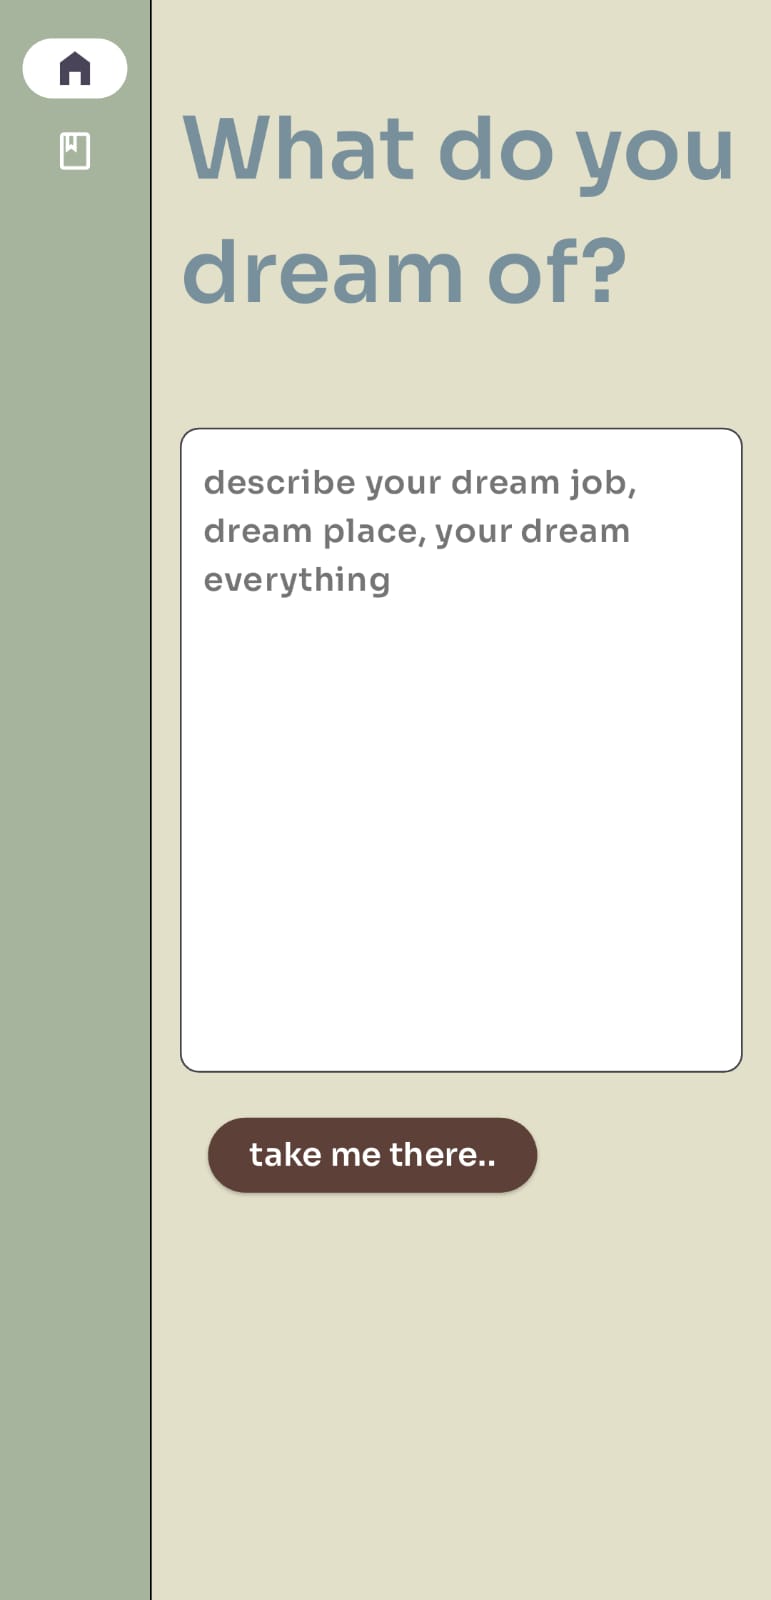 What do you
dream of?
describe your dream job,
dream place, your dream
everything
take me there..